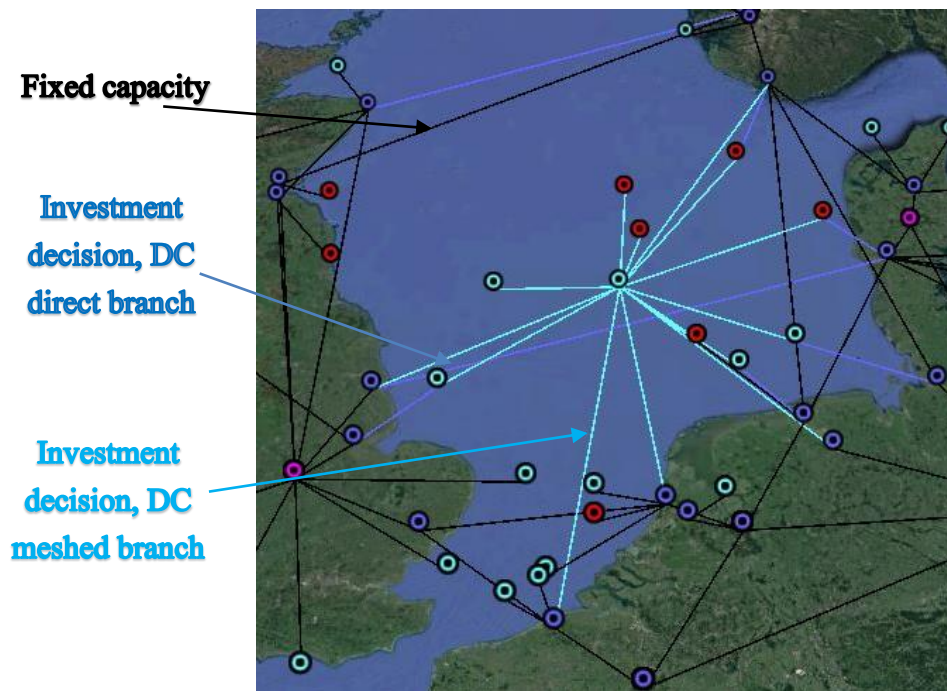 Fixed capacity
Investment
decision, DC
direct branch
Investment
decision, DC
meshed branch